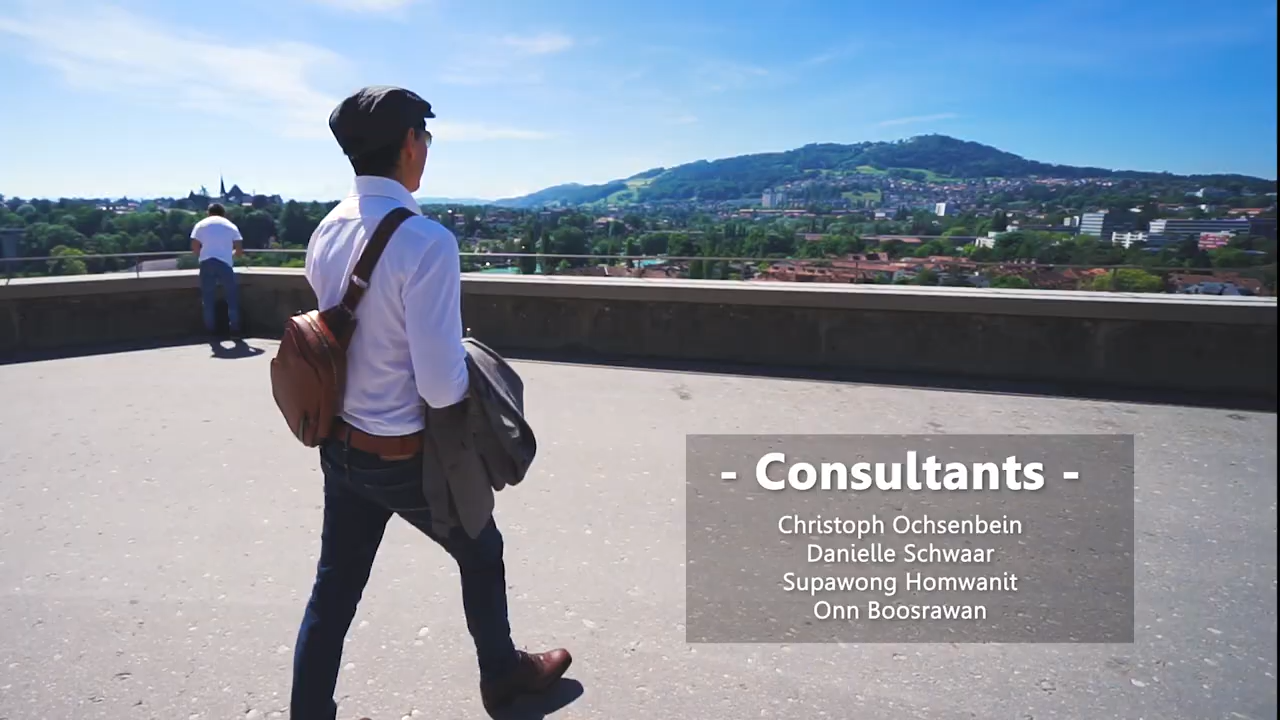 - Consultants -
Christoph Ochsenbein
Danielle Schwaar
Supawong Homwanit
Onn Boosrawan